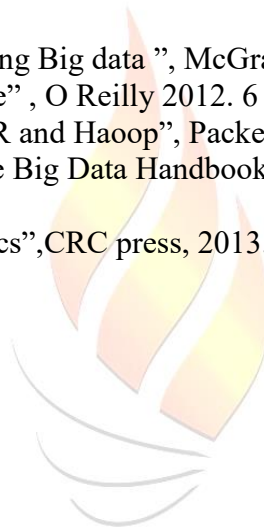 ng Big data ”, McGra
e” , O Reilly 2012. 6
R and Haoop”, Packe
e Big Data Handbook
cs”,CRC press, 2013